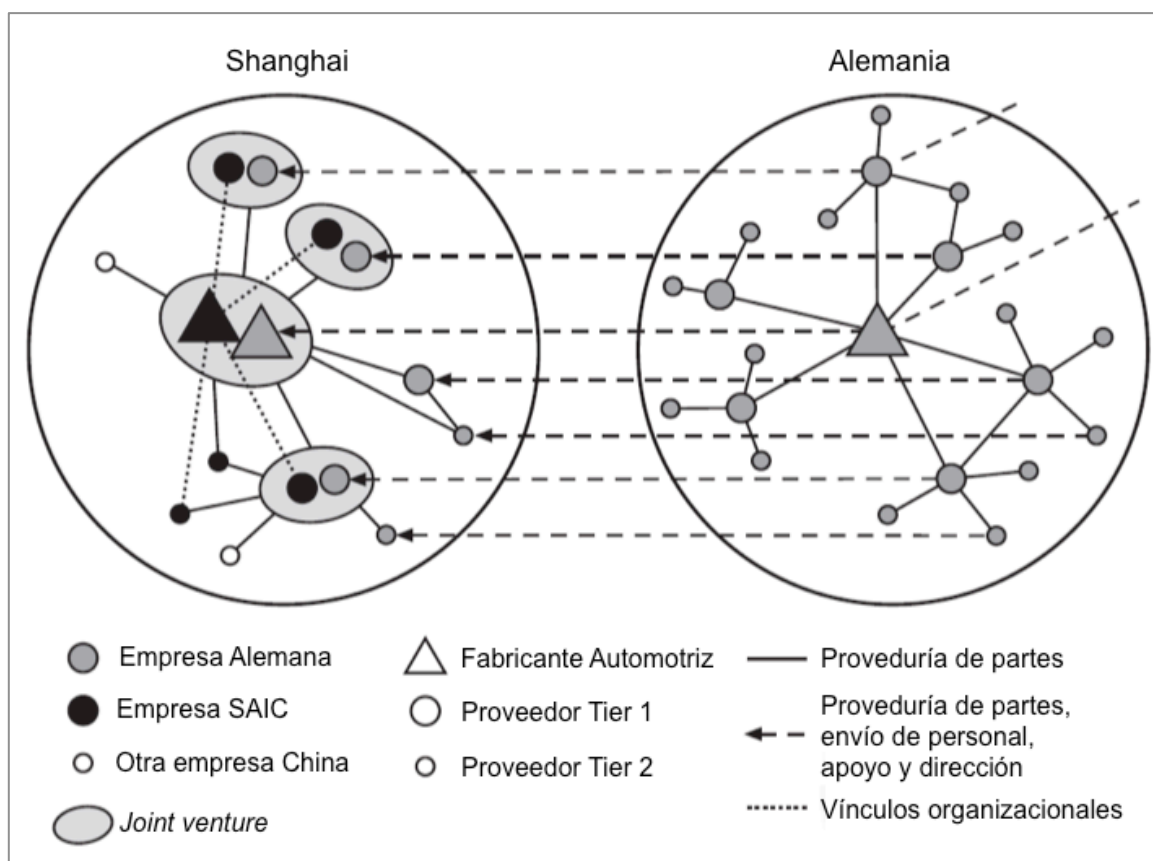 Shanghai
Alemania
Empresa Alemana
Empresa SAIC
Otra empresa China
Joint venture
Fabricante Automotriz
Proveedor Tier 1
Proveedor Tier 2
Proveduría de partes
Proveduría de partes,
envío de personal,
apoyo y dirección
Vínculos organizacionales